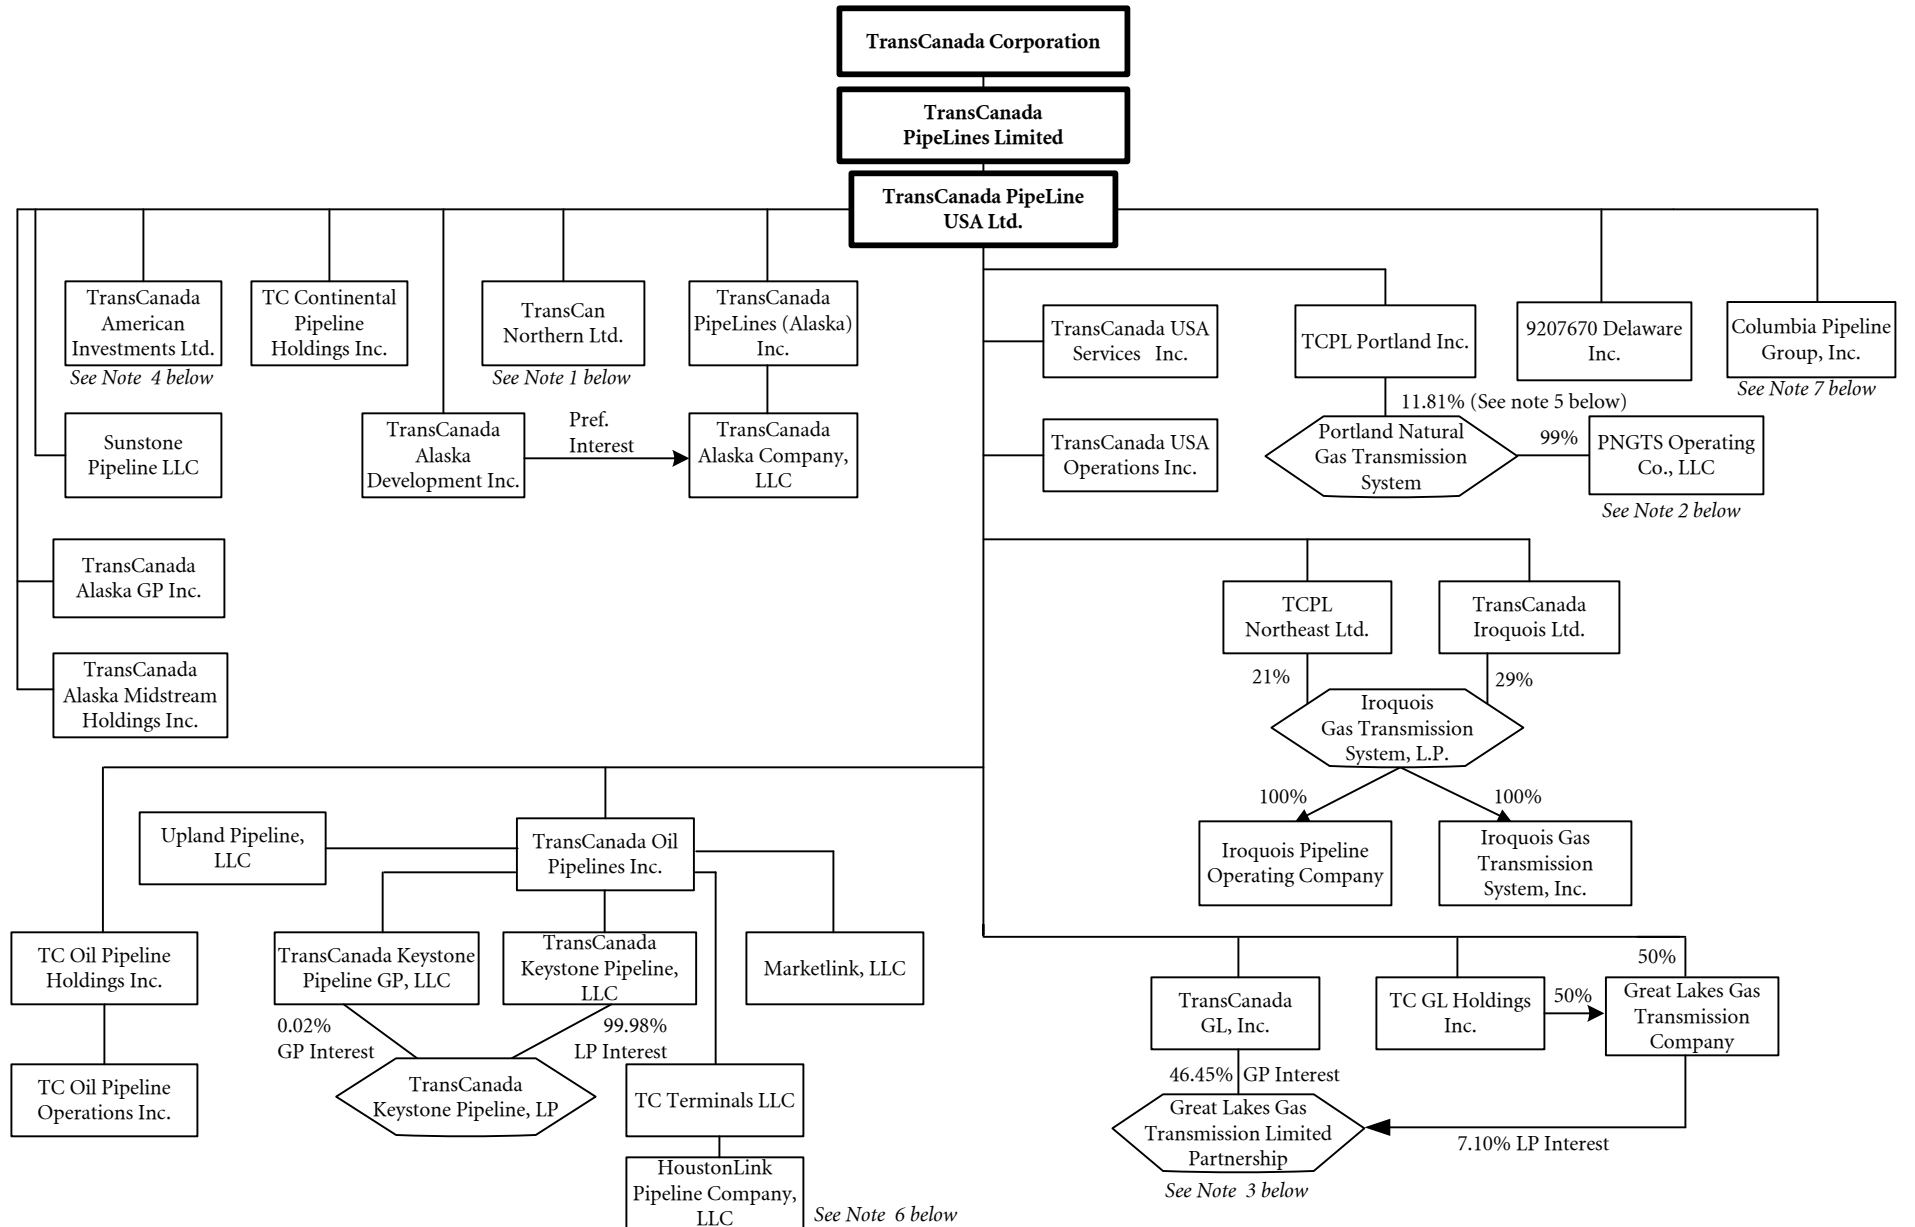 TransCanada Corporation
TransCanada
PipeLines Limited
TransCanada PipeLine
USA Ltd.
TransCanada
American
Investments Ltd.
See Note 4 below
TC Continental
Pipeline
Holdings Inc.
TransCan
Northern Ltd.
See Note 1 below
TransCanada
PipeLines (Alaska)
Inc.
TransCanada USA
Services Inc.
TCPL Portland Inc.
9207670 Delaware
Inc.
Columbia Pipeline
Group, Inc.
See Note 7 below
Sunstone
Pipeline LLC
TransCanada
Alaska
Development Inc.
Pref.
Interest
TransCanada
Alaska Company,
LLC
TransCanada USA
Operations Inc.
11.81% (See note 5 below)
Portland Natural
Gas Transmission
System
99%
PNGTS Operating
Co., LLC
See Note 2 below
TransCanada
Alaska GP Inc.
TransCanada
Alaska Midstream
Holdings Inc.
TCPL
Northeast Ltd.
TransCanada
Iroquois Ltd.
21%
29%
Iroquois
Gas Transmission
System, L.P.
100%
100%
Iroquois Pipeline
Operating Company
Iroquois Gas
Transmission
System, Inc.
Upland Pipeline,
LLC
TransCanada Oil
Pipelines Inc.
TC Oil Pipeline
Holdings Inc.
TransCanada Keystone
Pipeline GP, LLC
TransCanada
Keystone Pipeline,
LLC
Marketlink, LLC
0.02%
GP Interest
99.98%
LP Interest
TC Oil Pipeline
Operations Inc.
TransCanada
Keystone Pipeline, LP
TC Terminals LLC
HoustonLink
Pipeline Company,
LLC
See Note 6 below
TransCanada
GL, Inc.
TC GL Holdings
Inc.
50%
50%
Great Lakes Gas
Transmission
Company
46.45% GP Interest
Great Lakes Gas
Transmission Limited
Partnership
7.10% LP Interest
See Note 3 below